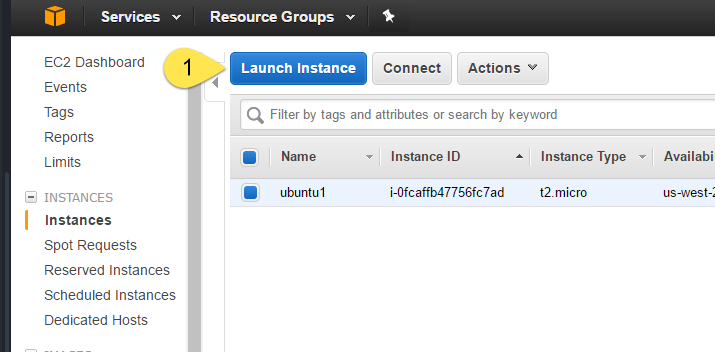 Services Resource Groups
EC2 Dashboard
Events
Tags
Reports
Limits
INSTANCES
Instances
Spot Requests
Reserved Instances
Scheduled Instances
Dedicated Hosts
1
Launch Instance Connect Actions
Filter by tags and attributes or search by keyword
Name Instance ID Instance Type Availabi
ubuntu1 i-0fcaffb47756fc7ad t2.micro us-west-2